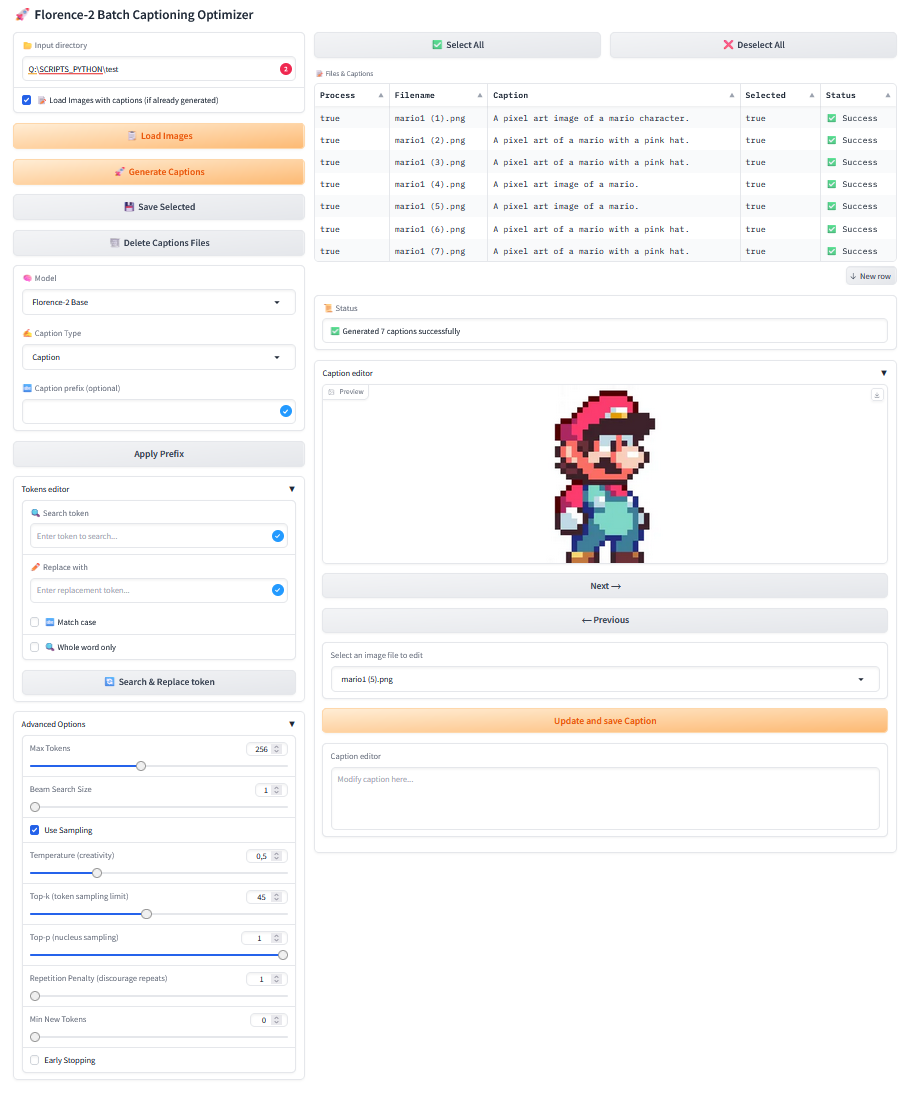 🚀 Florence-2 Batch Captioning Optimizer
📁 Input directory
Q:\SCRIPTS_PYTHON\test
2
📝 Load Images with captions (if already generated)
📋 Load Images
🚀 Generate Captions
💾 Save Selected
🗑️ Delete Captions Files
🧠 Model
Florence-2 Base
✍️ Caption Type
Caption
🔤 Caption prefix (optional)
Apply Prefix
Tokens editor ▼
🔍 Search token
Enter token to search...
🖍️ Replace with
Enter replacement token...
🔤 Match case
🔍 Whole word only
🔄 Search & Replace token
Advanced Options ▼
Max Tokens 256
Beam Search Size 1
Use Sampling
Temperature (creativity) 0,5
Top-k (token sampling limit) 45
Top-p (nucleus sampling) 1
Repetition Penalty (discourage repeats) 1
Min New Tokens 0
Early Stopping
✅ Select All
❌ Deselect All
📝 Files & Captions
Process Filename Caption Selected Status
true mario1 (1).png A pixel art image of a mario character. true ✅ Success
true mario1 (2).png A pixel art of a mario with a pink hat. true ✅ Success
true mario1 (3).png A pixel art of a mario with a pink hat. true ✅ Success
true mario1 (4).png A pixel art image of a mario. true ✅ Success
true mario1 (5).png A pixel art image of a mario. true ✅ Success
true mario1 (6).png A pixel art of a mario with a pink hat. true ✅ Success
true mario1 (7).png A pixel art of a mario with a pink hat. true ✅ Success
↓ New row
📜 Status
✅ Generated 7 captions successfully
Caption editor ▼
Preview
Next ⟶
⟵ Previous
Select an image file to edit
mario1 (5).png
Update and save Caption
Caption editor
Modify caption here...